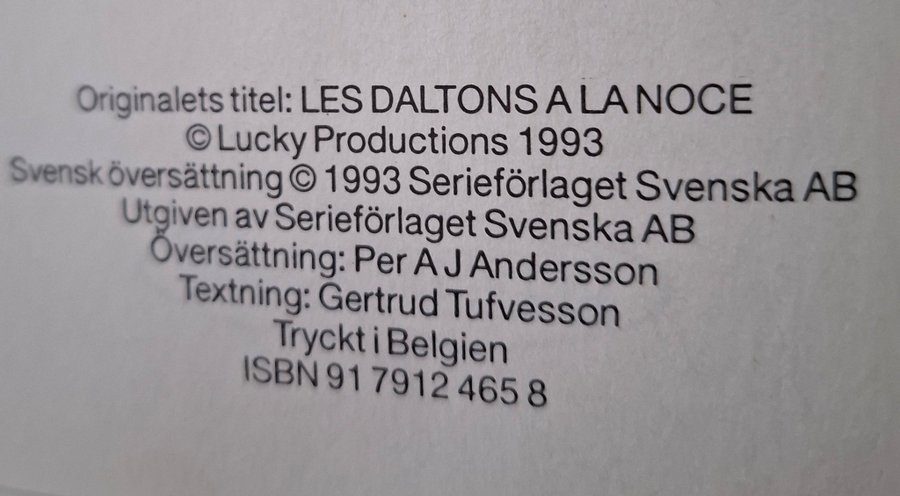 Originalets titel: LES DALTONS A LA NOCE
© Lucky Productions 1993
Svensk översättning © 1993 Serieförlaget Svenska AB
Utgiven av Serieförlaget Svenska AB
Översättning: Per A J Andersson
Textning: Gertrud Tufvesson
Tryckt i Belgien
ISBN 91 7912 465 8